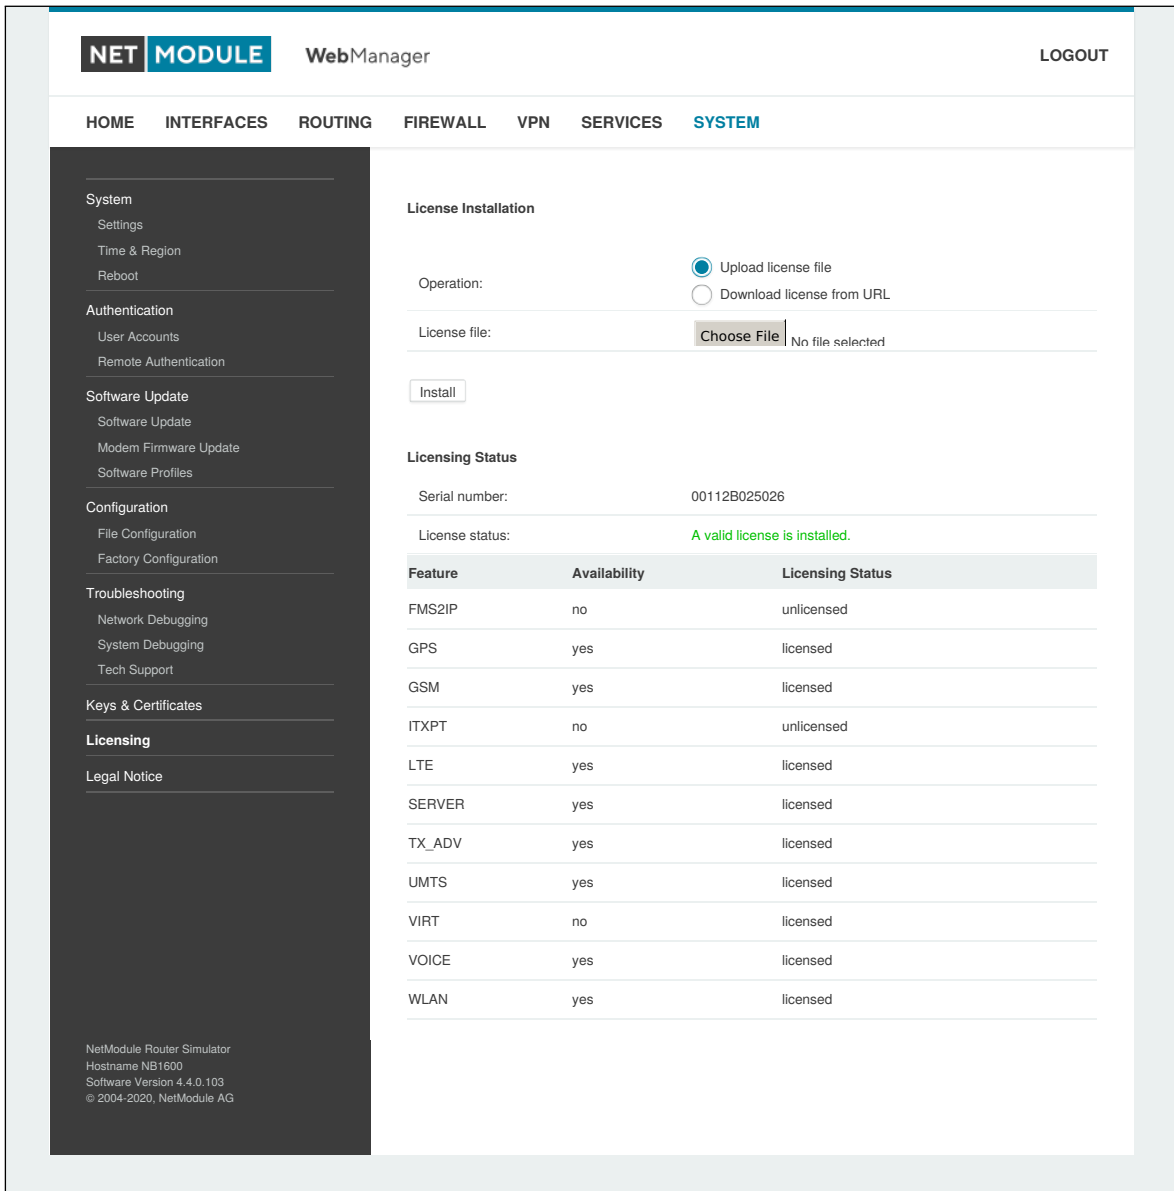 NET MODULE WebManager LOGOUT
HOME INTERFACES ROUTING FIREWALL VPN SERVICES SYSTEM
System
Settings
Time & Region
Reboot
Authentication
User Accounts
Remote Authentication
Software Update
Software Update
Modem Firmware Update
Software Profiles
Configuration
File Configuration
Factory Configuration
Troubleshooting
Network Debugging
System Debugging
Tech Support
Keys & Certificates
Licensing
Legal Notice
NetModule Router Simulator
Hostname NB1600
Software Version 4.4.0.103
© 2004-2020, NetModule AG
License Installation
Operation: Upload license file
Download license from URL
License file: Choose File No file selected
Install
Licensing Status
Serial number: 00112B025026
License status: A valid license is installed.
Feature Availability Licensing Status
FMS2IP no unlicensed
GPS yes licensed
GSM yes licensed
ITXPT no unlicensed
LTE yes licensed
SERVER yes licensed
TX_ADV yes licensed
UMTS yes licensed
VIRT no licensed
VOICE yes licensed
WLAN yes licensed